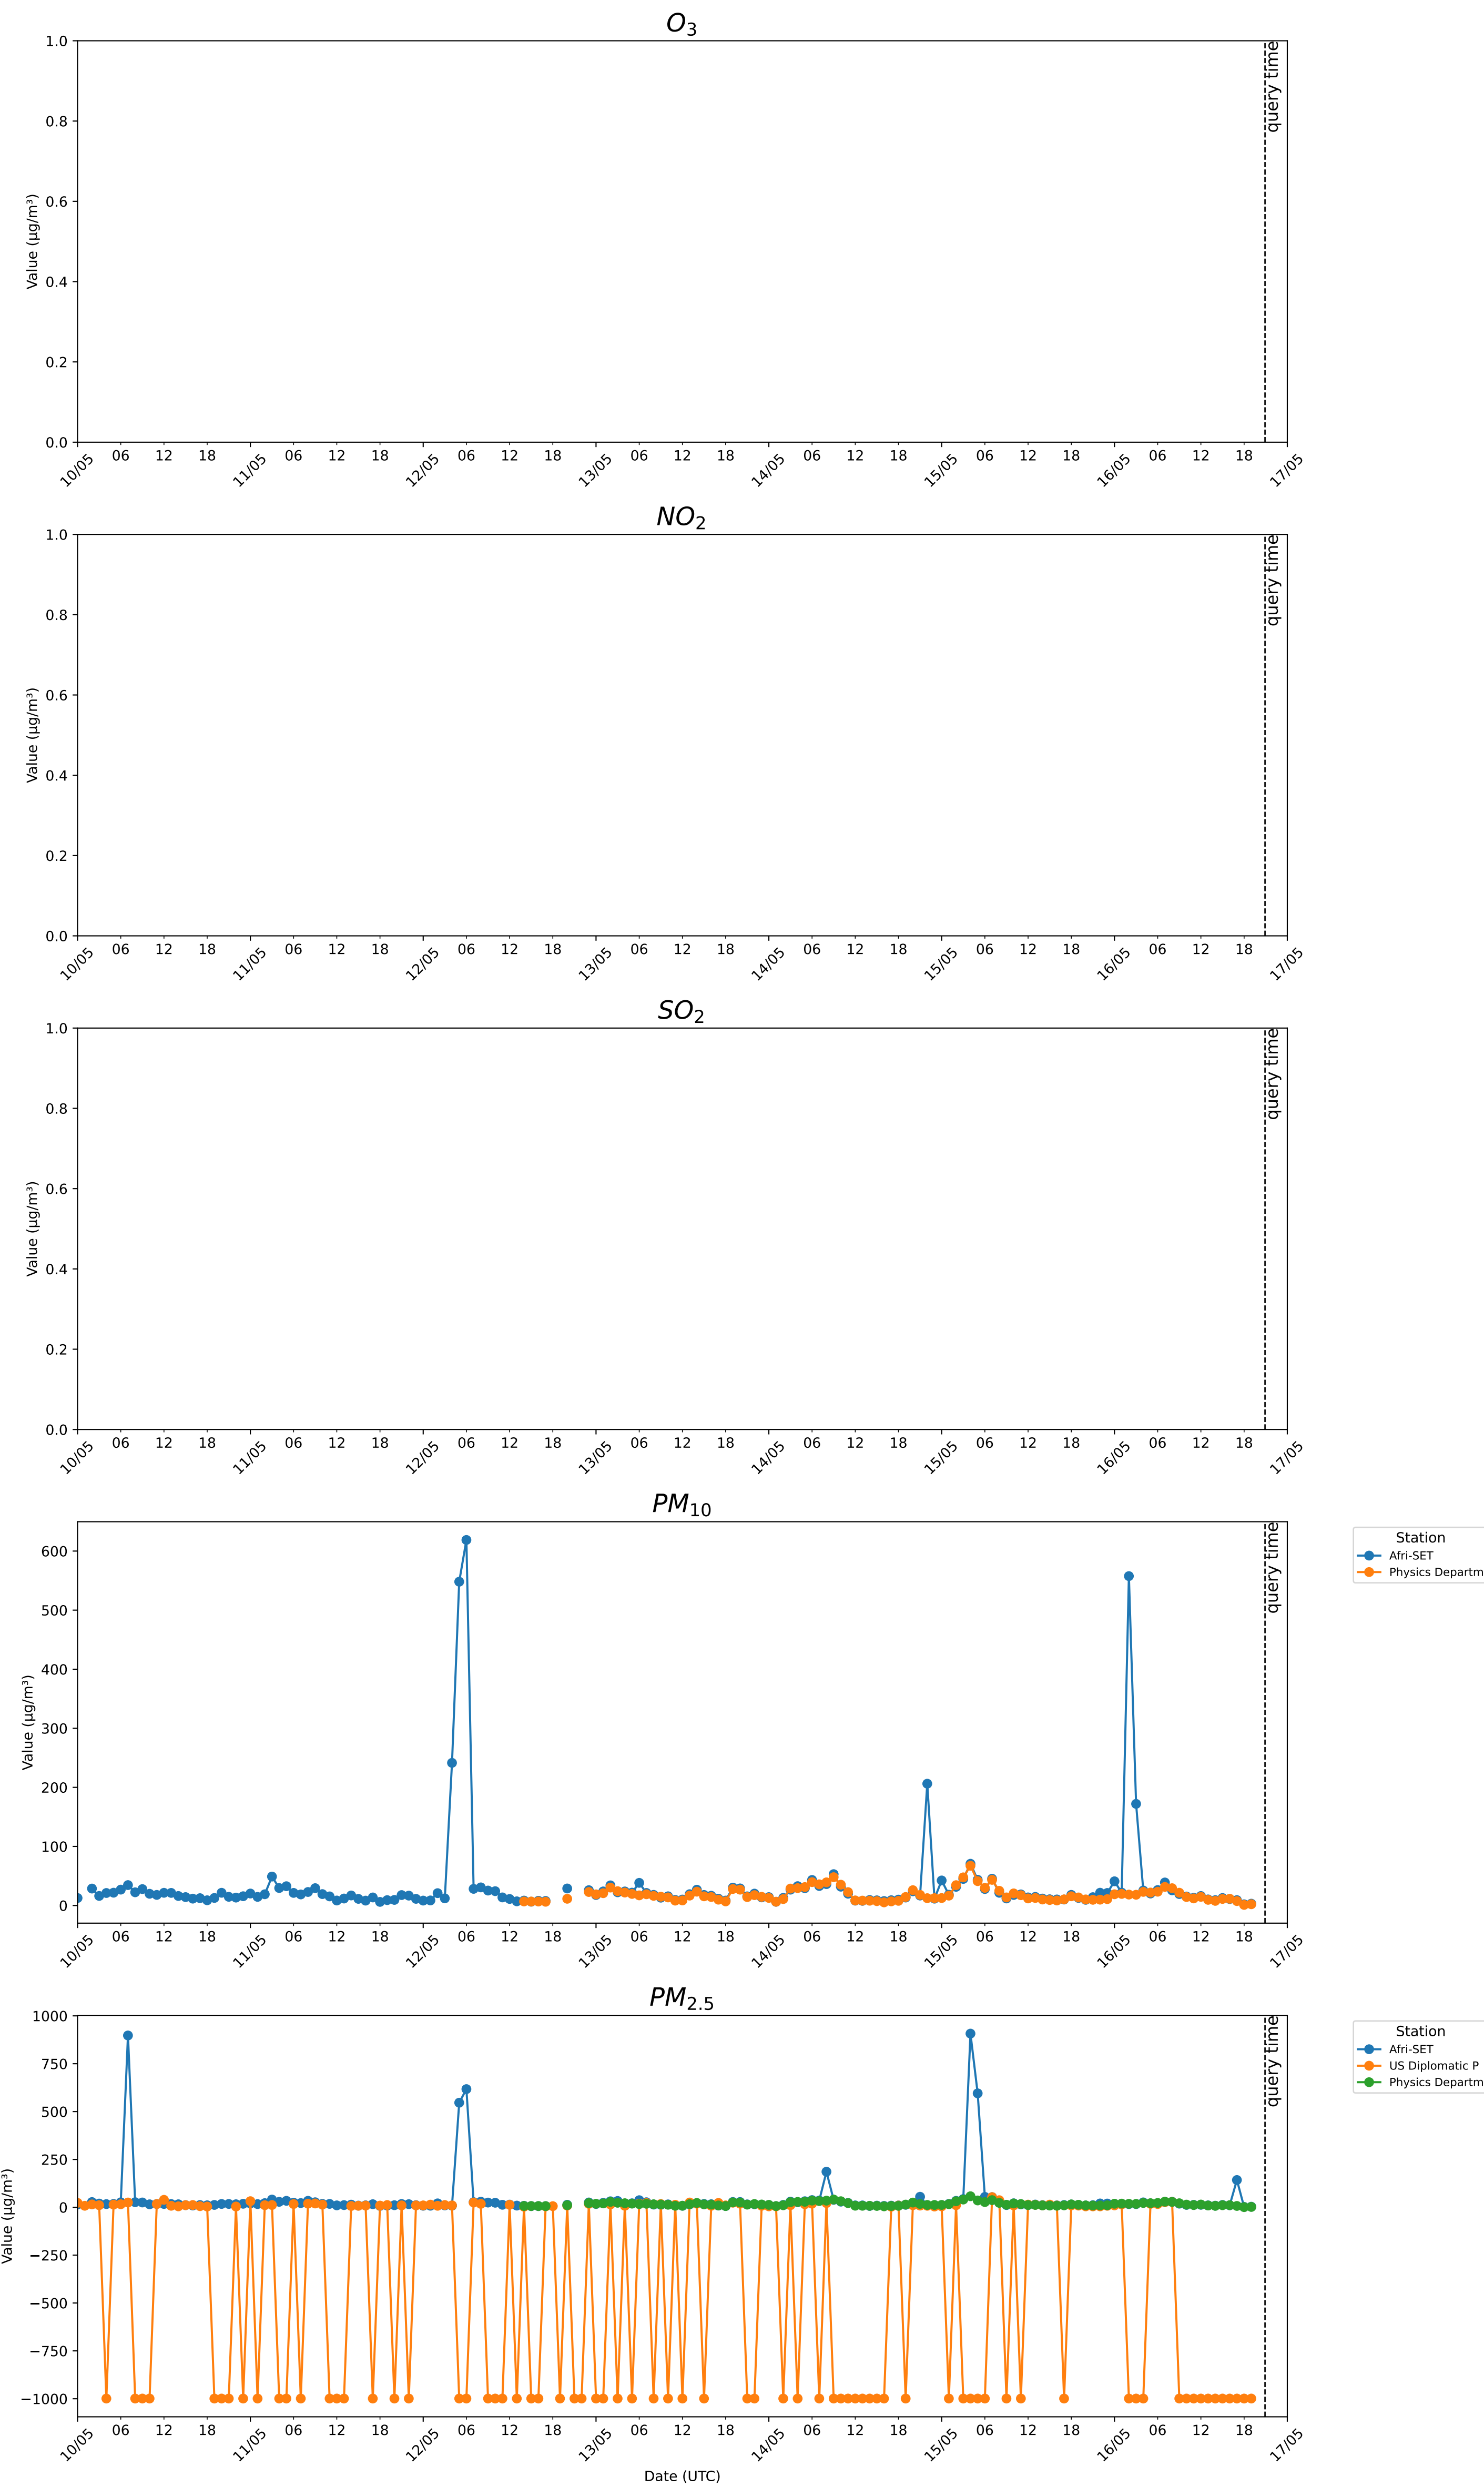 O3
1.0
0.8
0.6
0.4
0.2
0.0
Value (µg/m³)
query time
10/05 06 12 18 11/05 06 12 18 12/05 06 12 18 13/05 06 12 18 14/05 06 12 18 15/05 06 12 18 16/05 06 12 18 17/05
NO2
1.0
0.8
0.6
0.4
0.2
0.0
Value (µg/m³)
query time
10/05 06 12 18 11/05 06 12 18 12/05 06 12 18 13/05 06 12 18 14/05 06 12 18 15/05 06 12 18 16/05 06 12 18 17/05
SO2
1.0
0.8
0.6
0.4
0.2
0.0
Value (µg/m³)
query time
10/05 06 12 18 11/05 06 12 18 12/05 06 12 18 13/05 06 12 18 14/05 06 12 18 15/05 06 12 18 16/05 06 12 18 17/05
PM10
600
500
400
300
200
100
0
Value (µg/m³)
query time
Station
Afri-SET
Physics Departm
10/05 06 12 18 11/05 06 12 18 12/05 06 12 18 13/05 06 12 18 14/05 06 12 18 15/05 06 12 18 16/05 06 12 18 17/05
PM2.5
1000
750
500
250
0
−250
−500
−750
−1000
Value (µg/m³)
query time
Station
Afri-SET
US Diplomatic P
Physics Departm
10/05 06 12 18 11/05 06 12 18 12/05 06 12 18 13/05 06 12 18 14/05 06 12 18 15/05 06 12 18 16/05 06 12 18 17/05
Date (UTC)